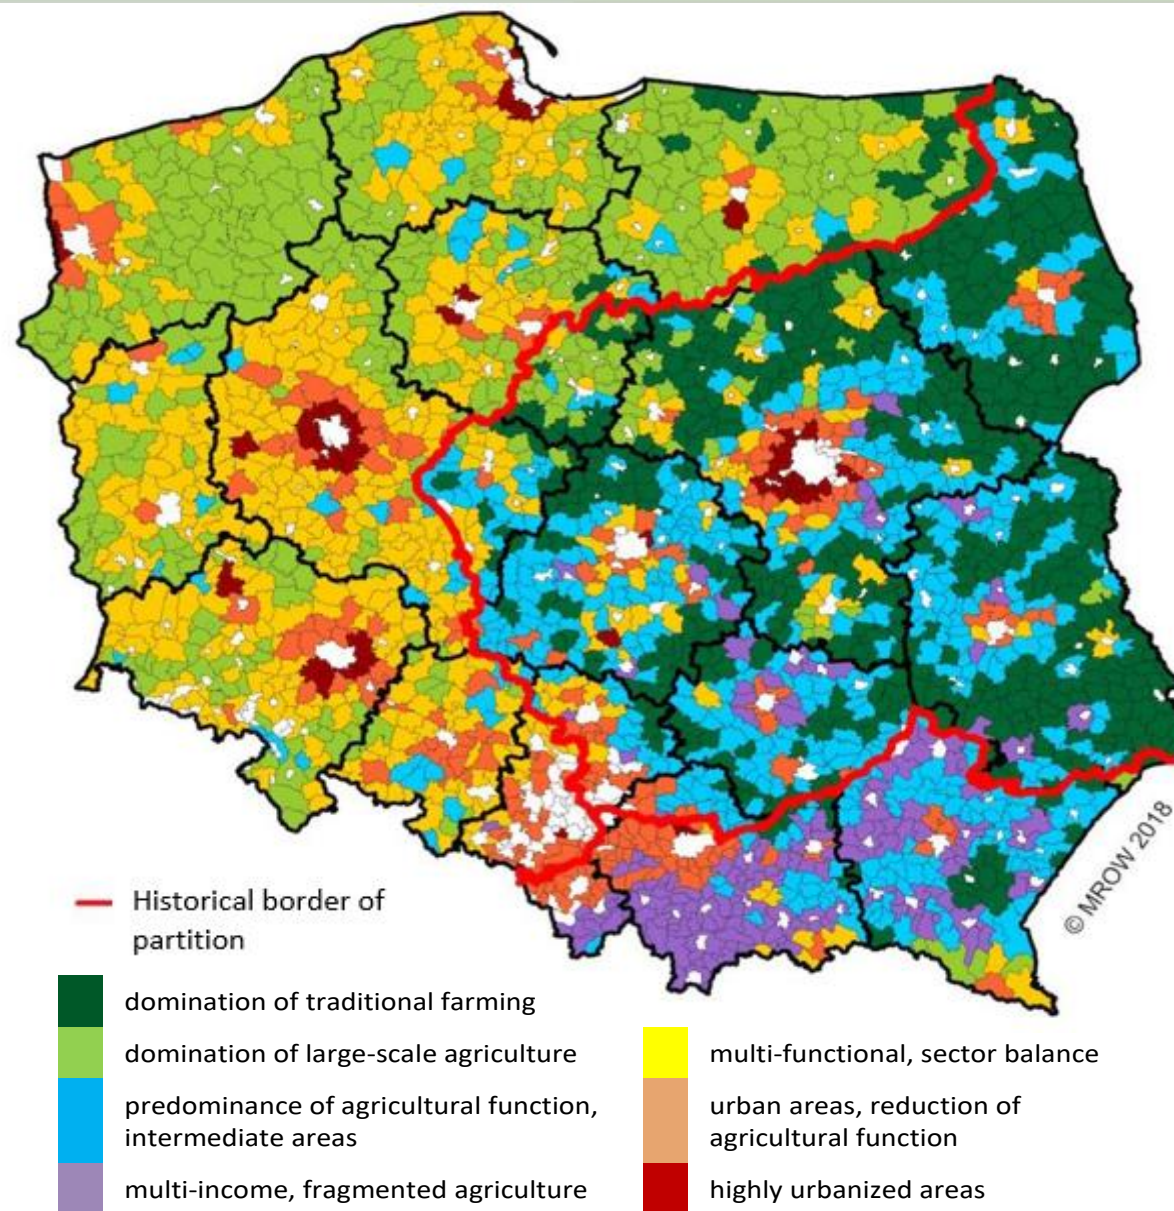 © MROW 2018
Historical border of
partition
domination of traditional farming
domination of large-scale agriculture
predominance of agricultural function,
intermediate areas
multi-income, fragmented agriculture
multi-functional, sector balance
urban areas, reduction of
agricultural function
highly urbanized areas